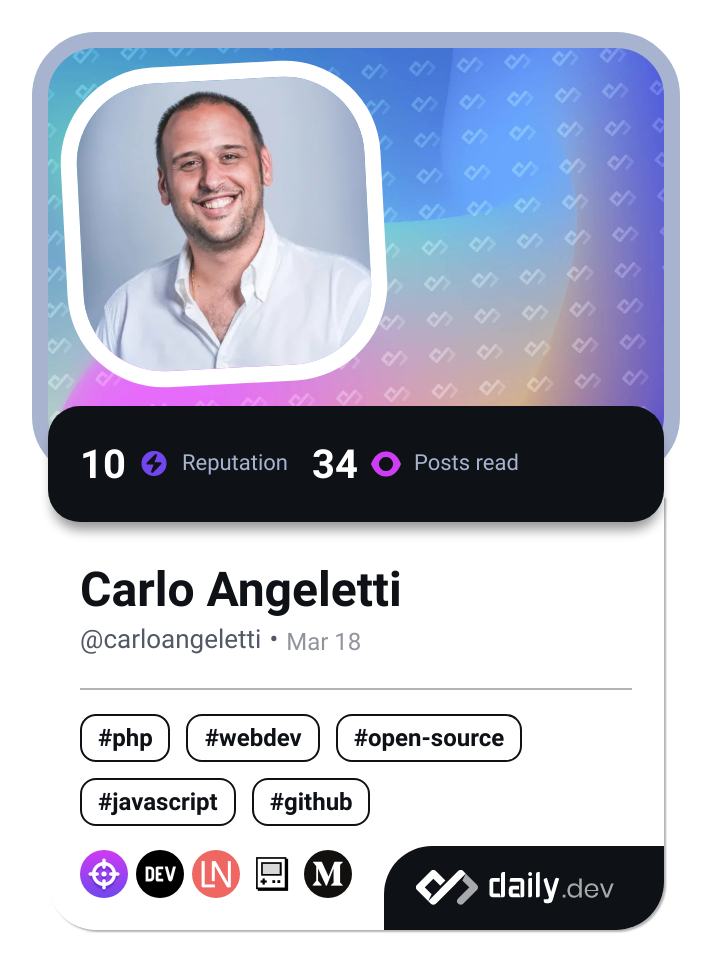 10 Reputation 34 Posts read
Carlo Angeletti
@carloangeletti • Mar 18
#php #webdev #open-source
#javascript #github
DEV LN M
daily.dev